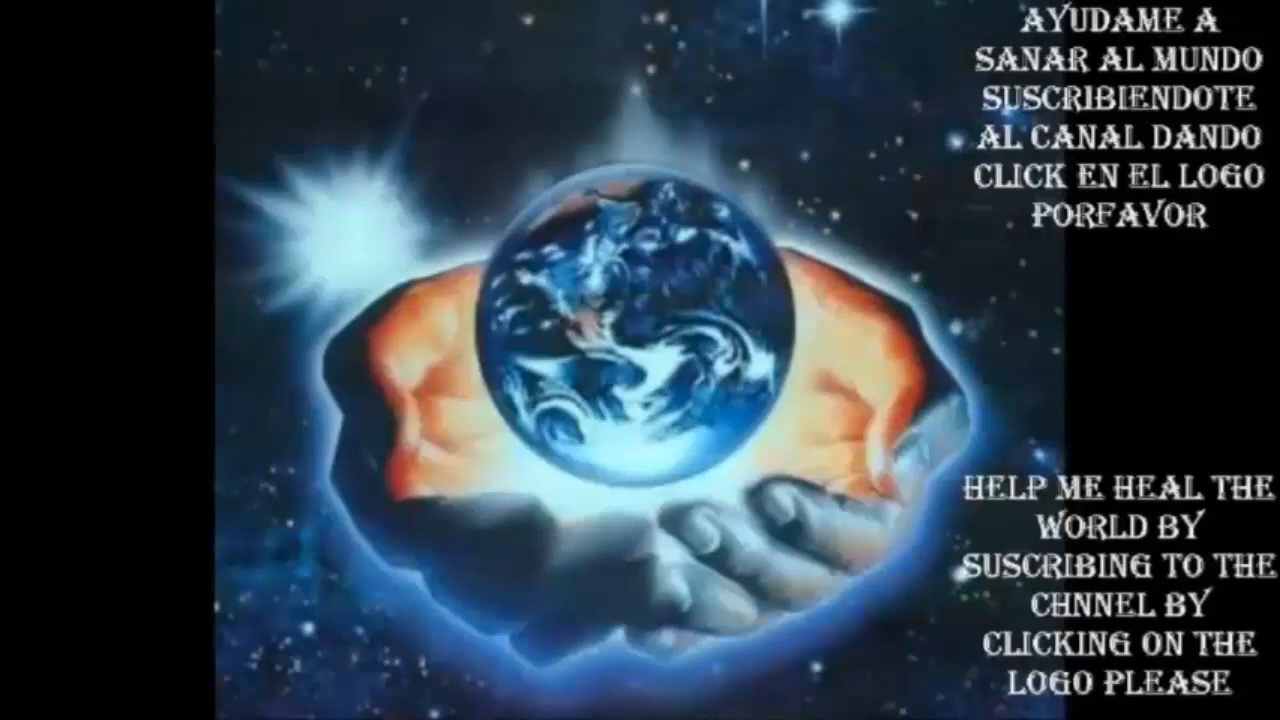 AYUDAME A
SANAR AL MUNDO
SUSCRIBIENDOTE
AL CANAL DANDO
CLICK EN EL LOGO
PORFAVOR
HELP ME HEAL THE
WORLD BY
SUSCRIBING TO THE
CHNNEL BY
CLICKING ON THE
LOGO PLEASE